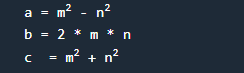 a = m² - n²
b = 2 * m * n
c = m² + n²